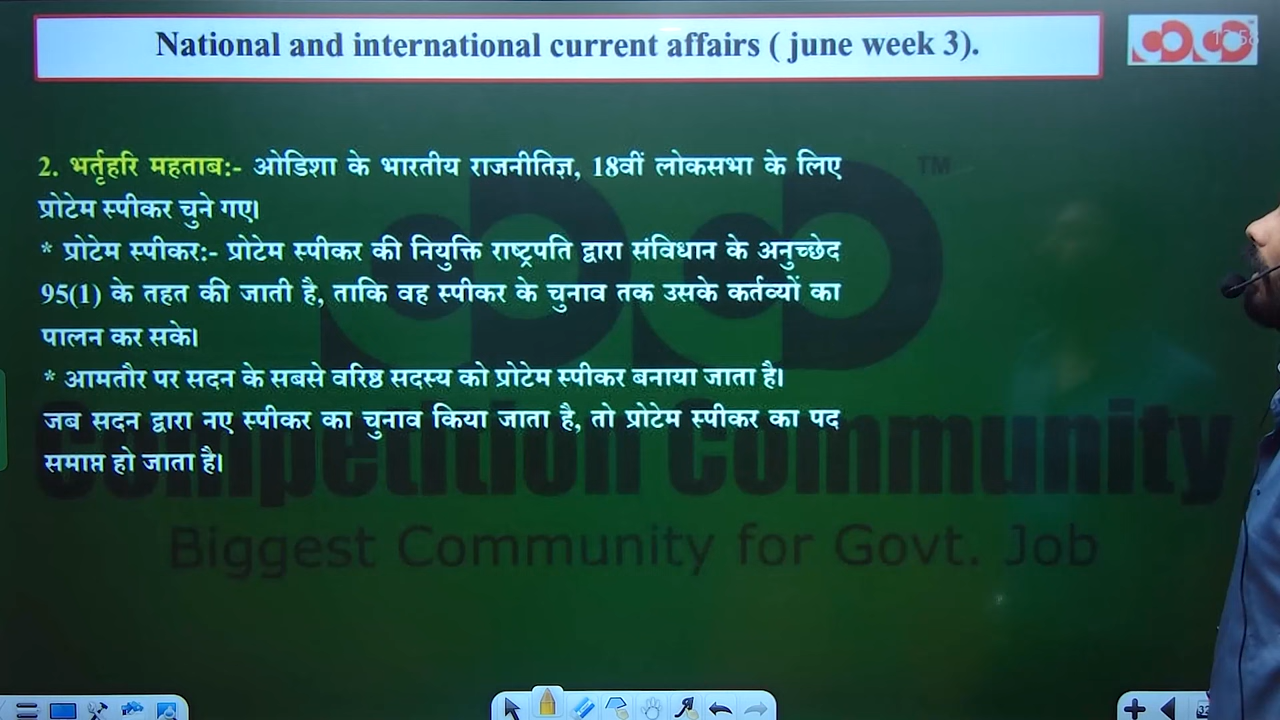 National and international current affairs ( june week 3).
2. भर्तृहरि महताब:- ओडिशा के भारतीय राजनीतिज्ञ, 18वीं लोकसभा के लिए
प्रोटेम स्पीकर चुने गए।
* प्रोटेम स्पीकर:- प्रोटेम स्पीकर की नियुक्ति राष्ट्रपति द्वारा संविधान के अनुच्छेद
95(1) के तहत की जाती है, ताकि वह स्पीकर के चुनाव तक उसके कर्तव्यों का
पालन कर सके।
* आमतौर पर सदन के सबसे वरिष्ठ सदस्य को प्रोटेम स्पीकर बनाया जाता है।
जब सदन द्वारा नए स्पीकर का चुनाव किया जाता है, तो प्रोटेम स्पीकर का पद
समाप्त हो जाता है।
TM
Competition Community
Biggest Community for Govt. Job